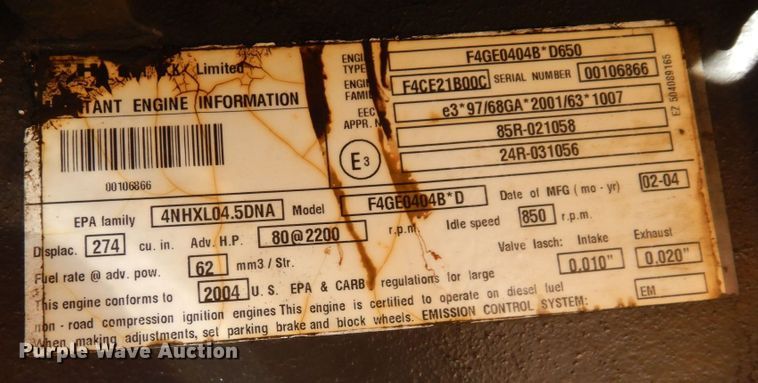 Limited
ENGINE TYPE F4GE0404B*D650
ENGINE FAMILY F4CE21B00C SERIAL NUMBER 00106866
EEC APPR. N e3*97/68GA*2001/63*1007
85R-021058
24R-031056
E3
EZ 504089165
TANT ENGINE INFORMATION
00106866
EPA family 4NHXL04.5DNA Model F4GE0404B*D Date of MFG (mo-yr) 02-04
Displac. 274 cu. in. Adv. H.P. 80@2200 r.p.m. Idle speed 850 r.p.m.
Fuel rate @ adv. pow. 62 mm3 / Str. Valve lasch: Intake 0.010" Exhaust 0.020"
This engine conforms to 2004 U.S. EPA & CARB regulations for large
non - road compression ignition engines This engine is certified to operate on diesel fuel
When making adjustments, set parking brake and block wheels. EMISSION CONTROL SYSTEM: EM
Purple Wave Auction